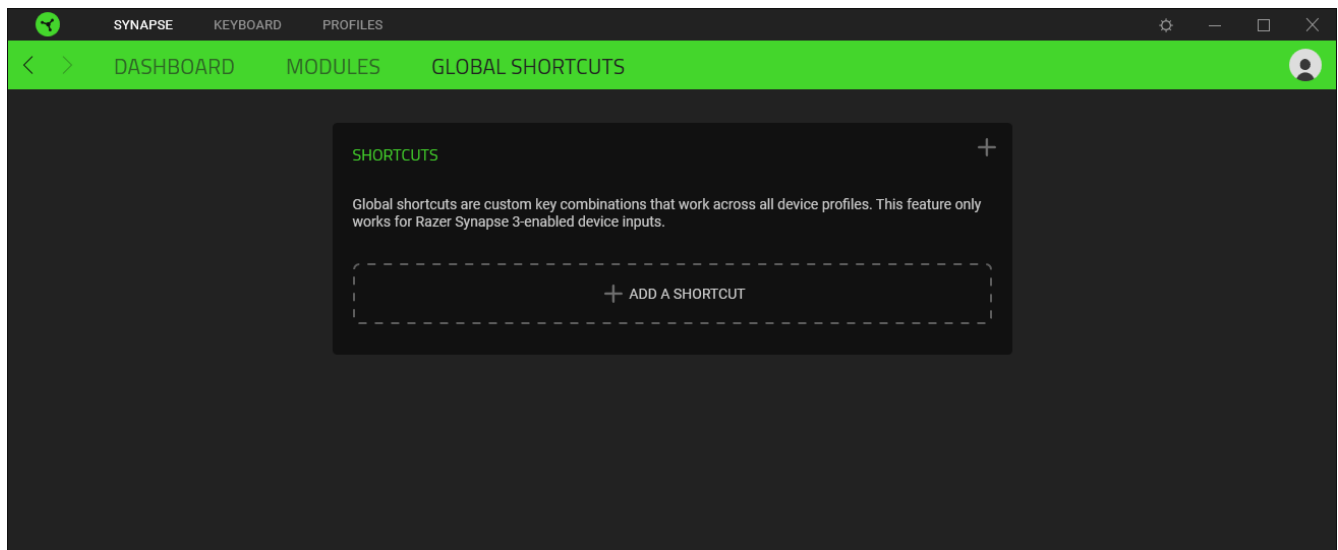 SYNAPSE KEYBOARD PROFILES
DASHBOARD MODULES GLOBAL SHORTCUTS
SHORTCUTS
Global shortcuts are custom key combinations that work across all device profiles. This feature only
works for Razer Synapse 3-enabled device inputs.
ADD A SHORTCUT